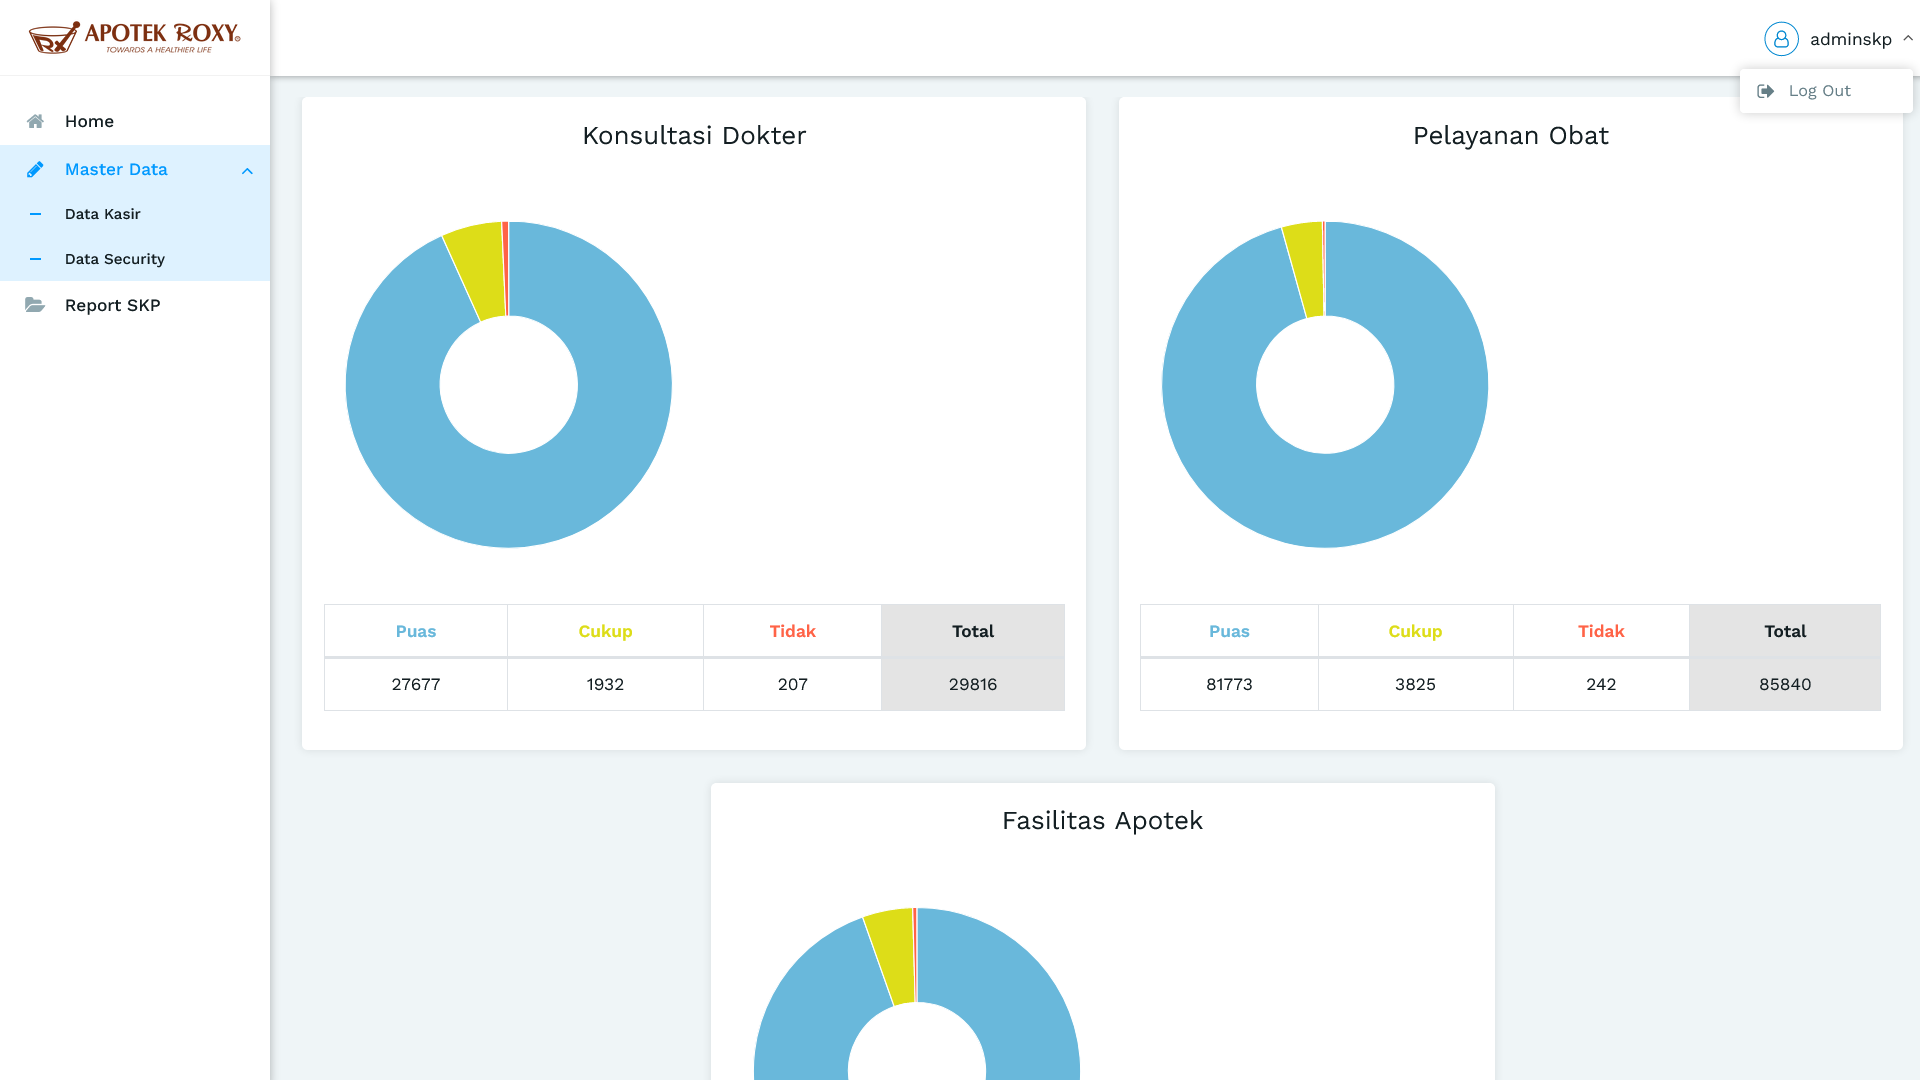 APOTEK ROXY
TOWARDS A HEALTHIER LIFE
adminskp
Log Out
Home
Master Data
Data Kasir
Data Security
Report SKP
Konsultasi Dokter
Puas Cukup Tidak Total
27677 1932 207 29816
Pelayanan Obat
Puas Cukup Tidak Total
81773 3825 242 85840
Fasilitas Apotek